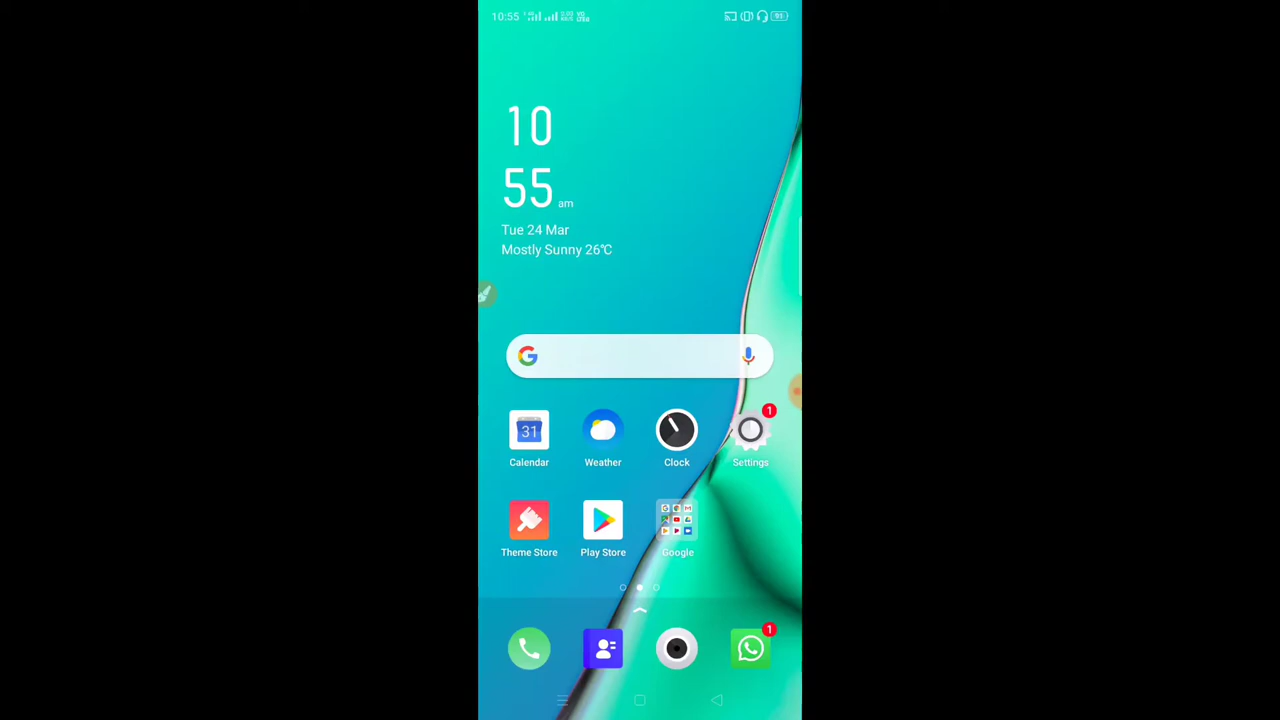 10:55
91
10
55 am
Tue 24 Mar
Mostly Sunny 26℃
G
31
1
Calendar Weather Clock Settings
Theme Store Play Store Google
1